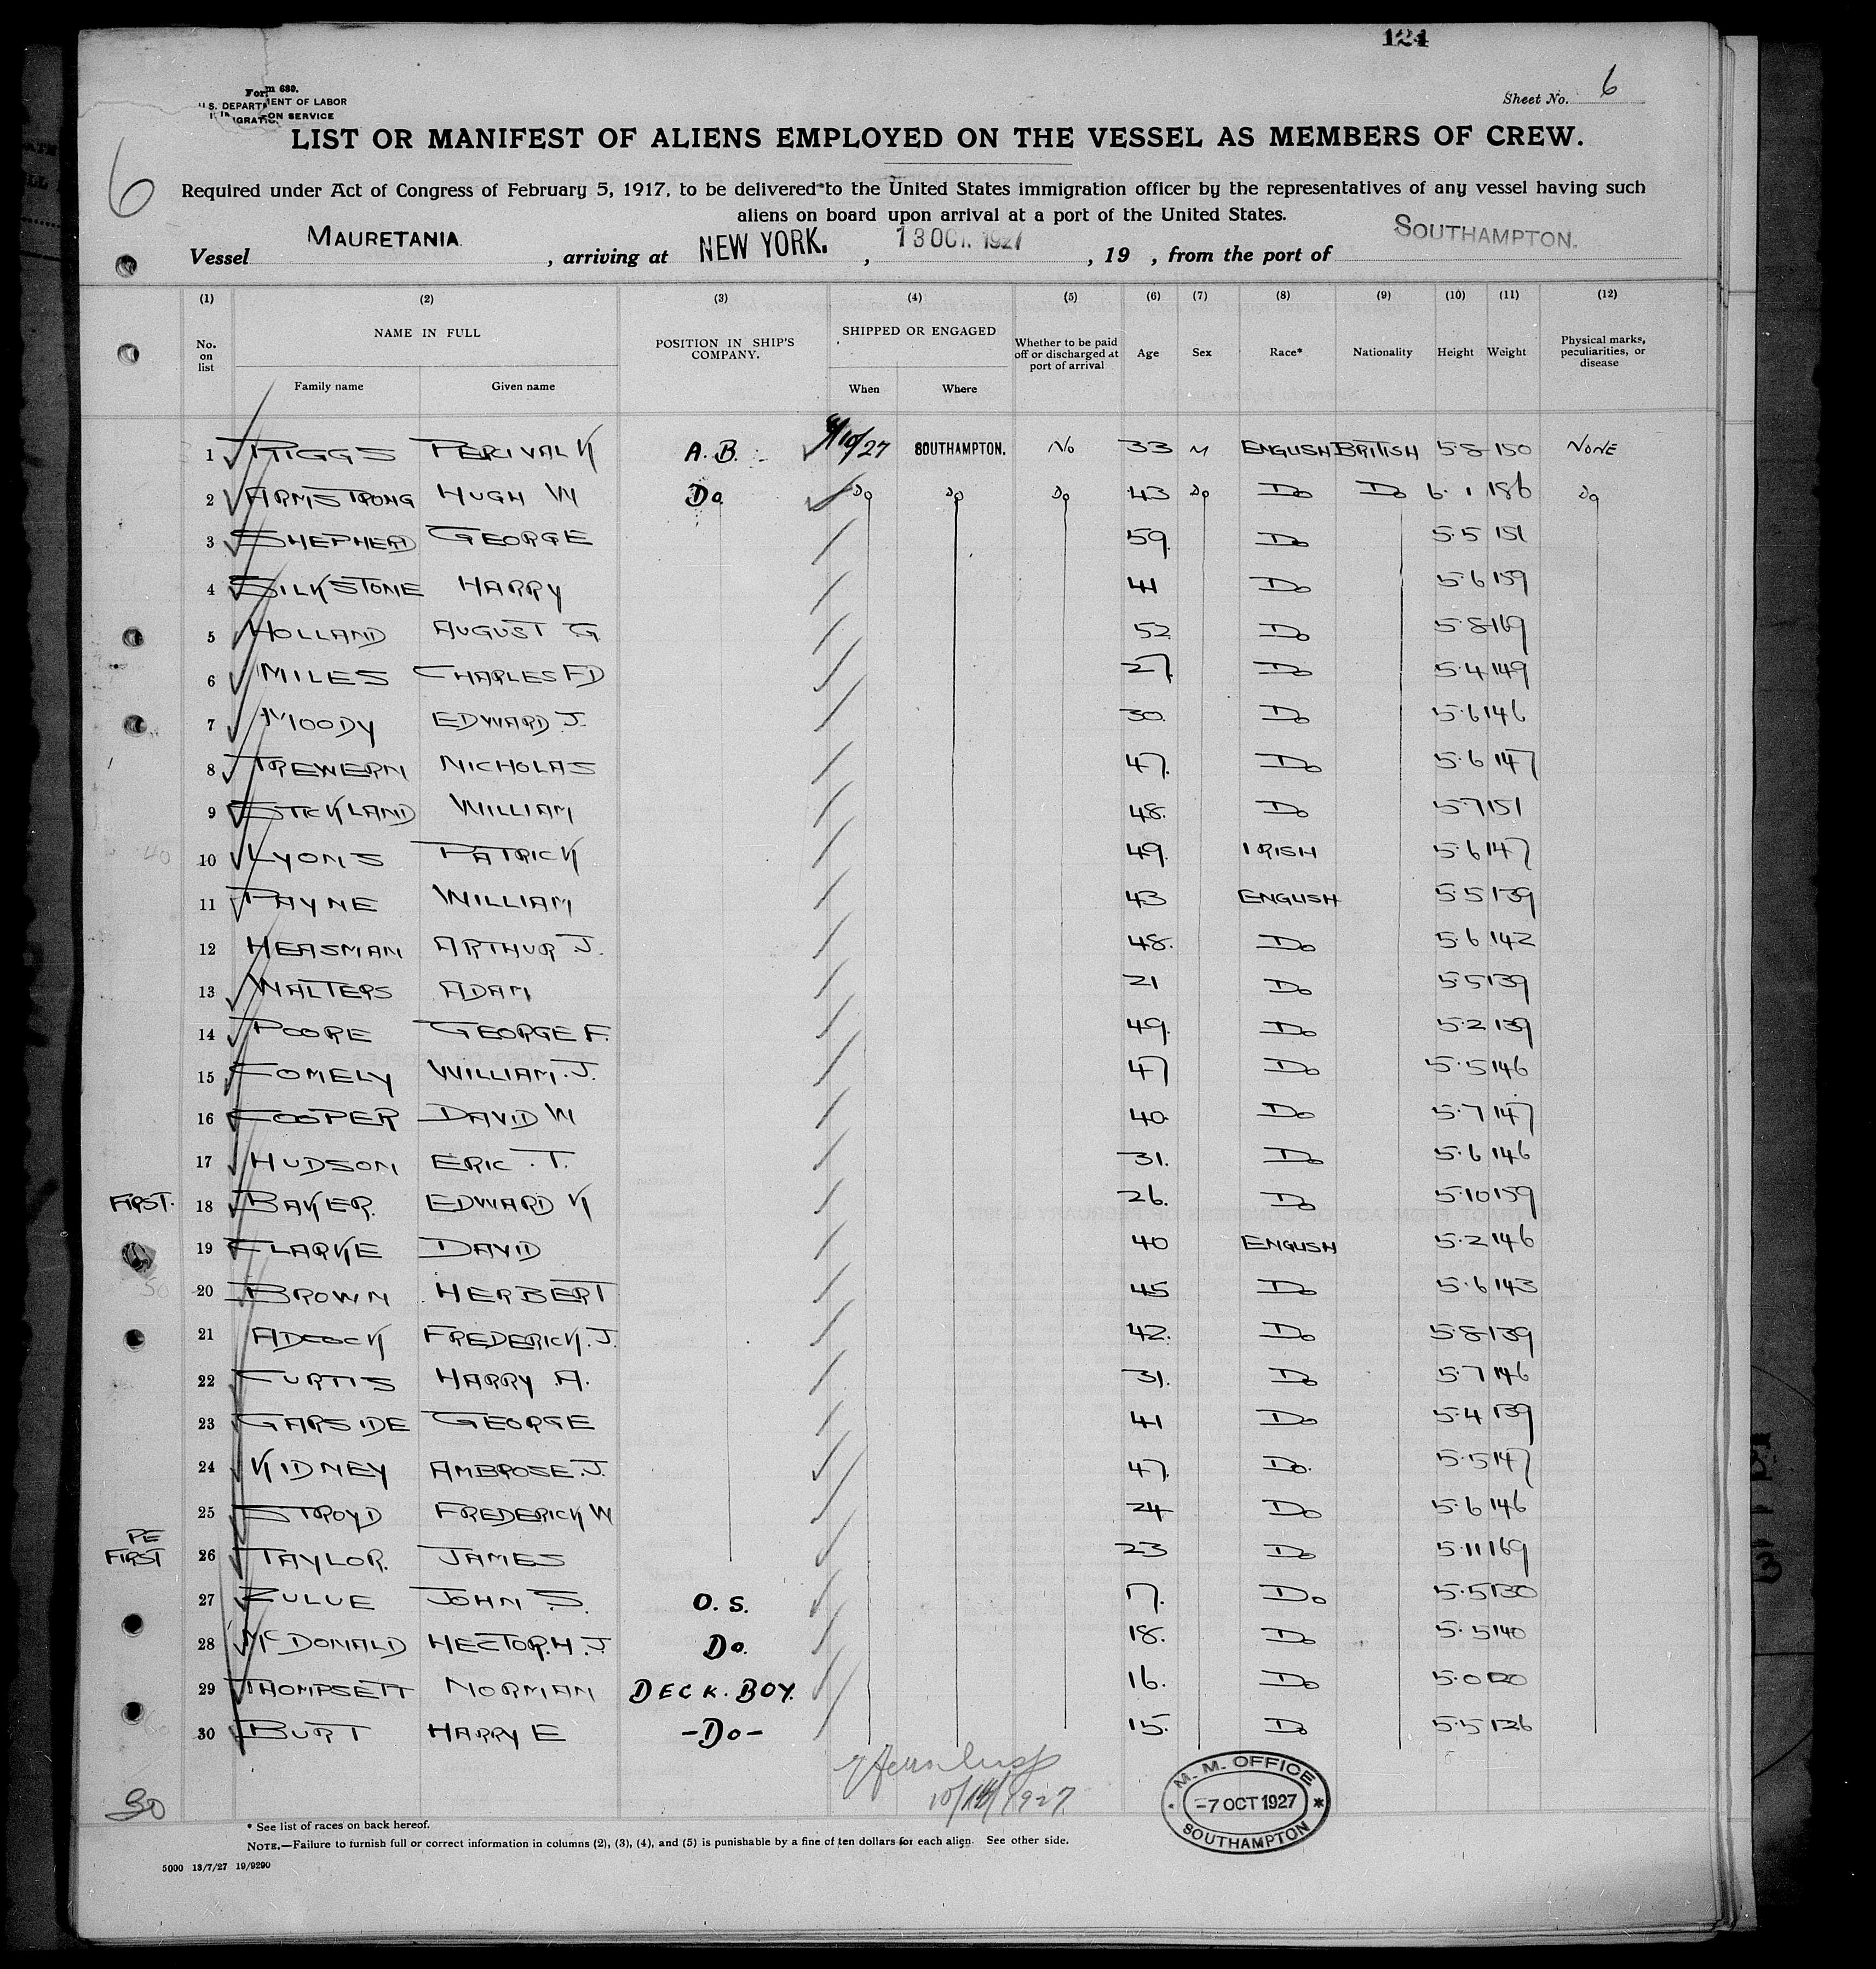 124
Form 689.
U.S. DEPARTMENT OF LABOR
IMMIGRATION SERVICE
Sheet No. 6
6
LIST OR MANIFEST OF ALIENS EMPLOYED ON THE VESSEL AS MEMBERS OF CREW.
Required under Act of Congress of February 5, 1917, to be delivered to the United States immigration officer by the representatives of any vessel having such
aliens on board upon arrival at a port of the United States.
Vessel MAURETANIA , arriving at NEW YORK. , 13 OCT. 1927 , 19 , from the port of SOUTHAMPTON.
(1) (2) (3) (4) (5) (6) (7) (8) (9) (10) (11) (12)
No. on list NAME IN FULL POSITION IN SHIP'S COMPANY. SHIPPED OR ENGAGED Whether to be paid off or discharged at port of arrival Age Sex Race* Nationality Height Weight Physical marks, peculiarities, or disease
Family name Given name When Where
1 RIGGS PERCIVAL K A.B. /10/27 SOUTHAMPTON. No 33 M ENGLISH BRITISH 5.8 150 NONE
2 ARMSTRONG HUGH W Do Do Do Do 43 Do Do Do 6.1 186 Do
3 SHEPHERD GEORGE 59. Do 5.5 151
4 SILKSTONE HARRY 41 Do 5.6 159
5 HOLLAND AUGUST G. 52 Do 5.8 169
6 MILES CHARLES FD 27. Do 5.4 149
7 MOODY EDWARD J. 30. Do 5.6 146
8 TREWERN NICHOLAS 47. Do 5.6 147
9 STICKLAND WILLIAM 48. Do 5.7 151
10 LYONS PATRICK 49. IRISH 5.6 147
11 PAYNE WILLIAM 43 ENGLISH 5.5 139
12 HEASMAN ARTHUR J. 48. Do 5.6 142
13 WALTERS ADAM 21 Do 5.5 139
14 POORE GEORGE F. 49. Do 5.2 139
15 COMELY WILLIAM. J. 47 Do 5.5 146
16 COOPER DAVID W 40. Do 5.7 147
17 HUDSON ERIC . T. 31. Do 5.6 146
FIRST. 18 BAKER. EDWARD K 26. Do 5.10 159
19 CLARKE DAVID 40 ENGLISH 5.2 146
20 BROWN HERBERT 45 Do 5.6 143
21 ADCOCK FREDERICK. J. 42. Do 5.8 139
22 CURTIS HARRY A. 31. Do 5.7 146
23 GARSIDE GEORGE 41 Do 5.4 139
24 KIDNEY AMBROSE. J. 47. Do. 5.5 147
25 STROYD FREDERICK W 24 Do 5.6 146
PE
FIRST 26 TAYLOR. JAMES 23 Do 5.11 169
27 ZULUE JOHN S. O.S. 17. Do 5.5 130
28 McDONALD HECTOR. H. J Do. 18. Do 5.5 140
29 THOMPSETT NORMAN DECK. BOY. 16. Do 5.0 120
30 BURT HARRY E -Do- 15. Do 5.5 126
1927
M. M. OFFICE
-7 OCT 1927
SOUTHAMPTON
30
* See list of races on back hereof.
NOTE.—Failure to furnish full or correct information in columns (2), (3), (4), and (5) is punishable by a fine of ten dollars for each alien. See other side.
5000 13/7/27 19/9290